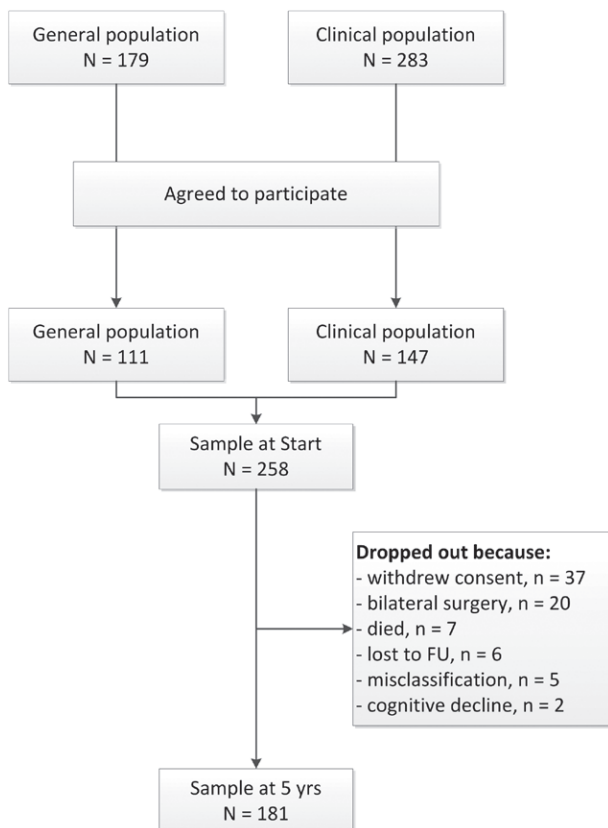 General population
N = 179
Clinical population
N = 283
Agreed to participate
General population
N = 111
Clinical population
N = 147
Sample at Start
N = 258
Dropped out because:
- withdrew consent, n = 37
- bilateral surgery, n = 20
- died, n = 7
- lost to FU, n = 6
- misclassification, n = 5
- cognitive decline, n = 2
Sample at 5 yrs
N = 181